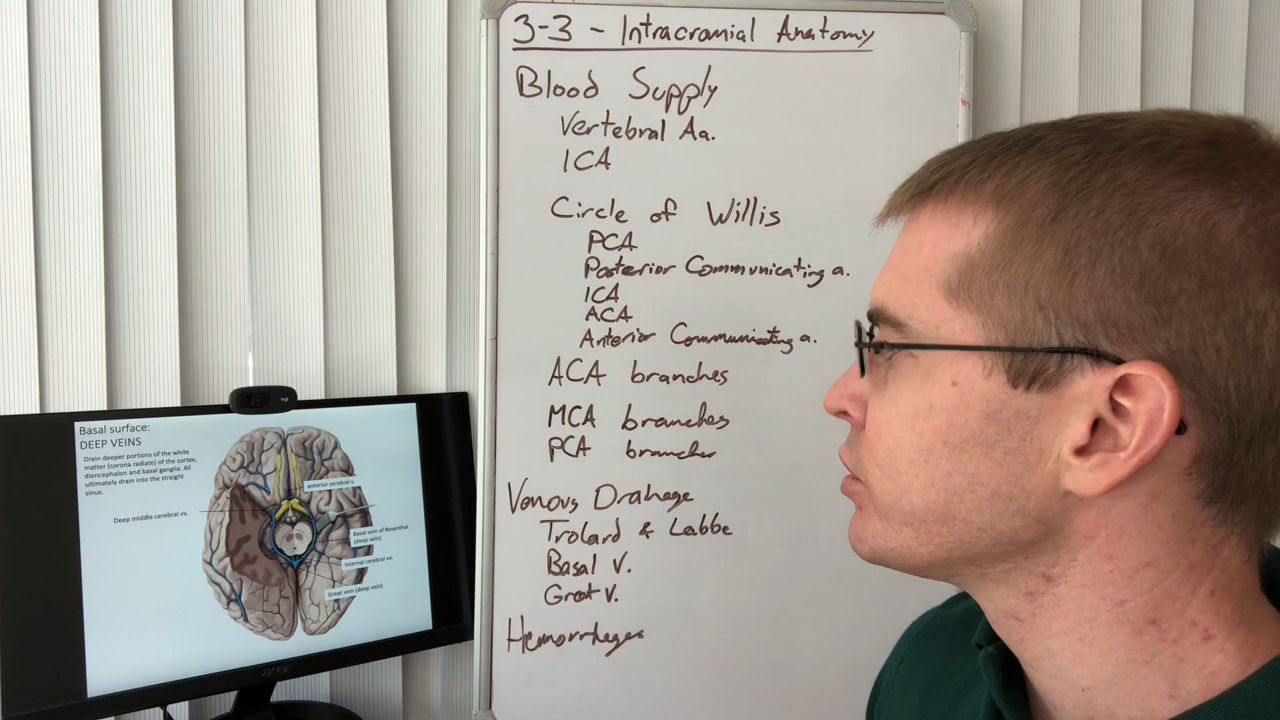 3-3 - Intracranial Anatomy
Blood Supply
Vertebral Aa.
ICA
Circle of Willis
PCA
Posterior Communicating a.
ICA
ACA
Anterior Communicating a.
ACA branches
MCA branches
PCA branches
Venous Drainage
Trolard & Labbe
Basal V.
Great V.
Hemorrhages
Basal surface:
DEEP VEINS
Drain deeper portions of the white
matter (corona radiate) of the cortex,
diencephalon and basal ganglia. All
ultimately drain into the straight
sinus.
anterior cerebral v.
Deep middle cerebral vv.
Basal vein of Rosenthal
(deep vein)
Internal cerebral vv.
Great vein (deep vein)